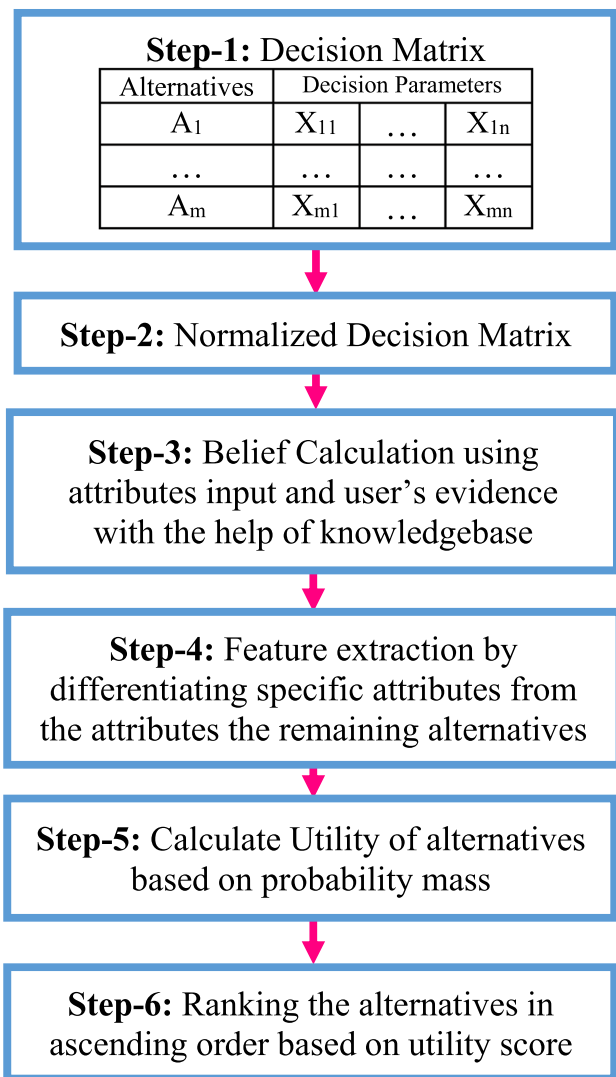 Step-1: Decision Matrix
Alternatives Decision Parameters
A1 X11 … X1n
… … … …
Am Xm1 … Xmn
Step-2: Normalized Decision Matrix
Step-3: Belief Calculation using
attributes input and user’s evidence
with the help of knowledgebase
Step-4: Feature extraction by
differentiating specific attributes from
the attributes the remaining alternatives
Step-5: Calculate Utility of alternatives
based on probability mass
Step-6: Ranking the alternatives in
ascending order based on utility score